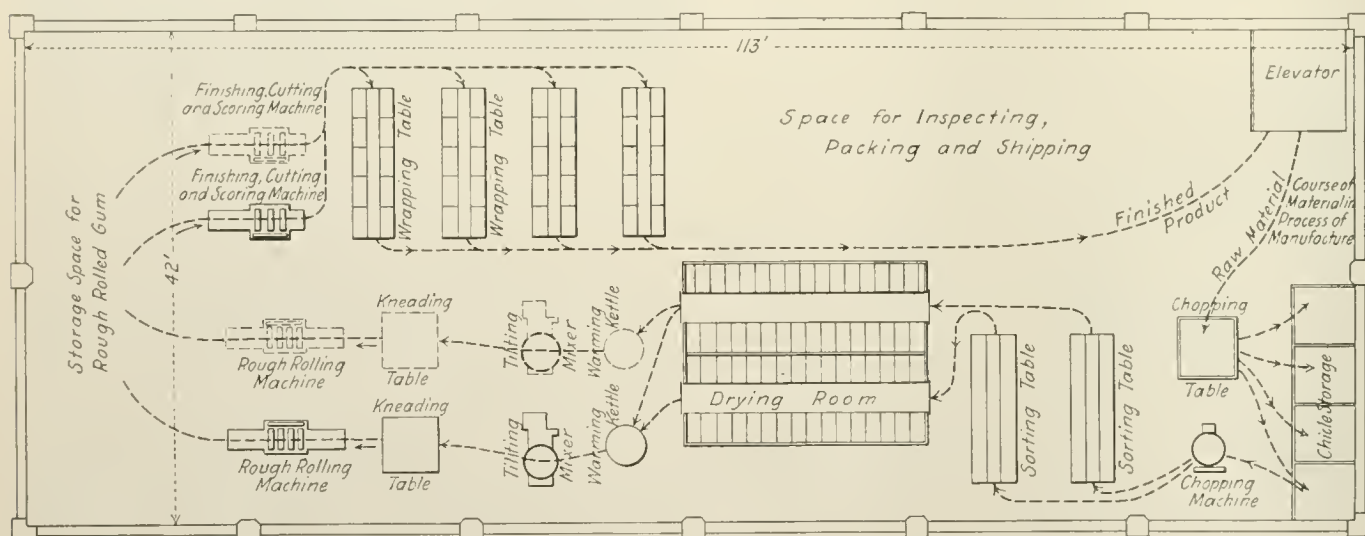 113'
Elevator
Finishing, Cutting
and Scoring Machine
Wrapping Table
Wrapping Table
Space for Inspecting,
Packing and Shipping
Finishing, Cutting
and Scoring Machine
Finished
Product
Raw Material
Course of
Material in
Process of
Manufacture
Storage Space for
Rough Rolled Gum
42'
Kneading
Table
Tilting
Mixer
Warming
Kettle
Rough Rolling
Machine
Chopping
Table
Chicle Storage
Drying Room
Sorting Table
Sorting Table
Kneading
Table
Tilting
Mixer
Warming
Kettle
Rough Rolling
Machine
Chopping
Machine